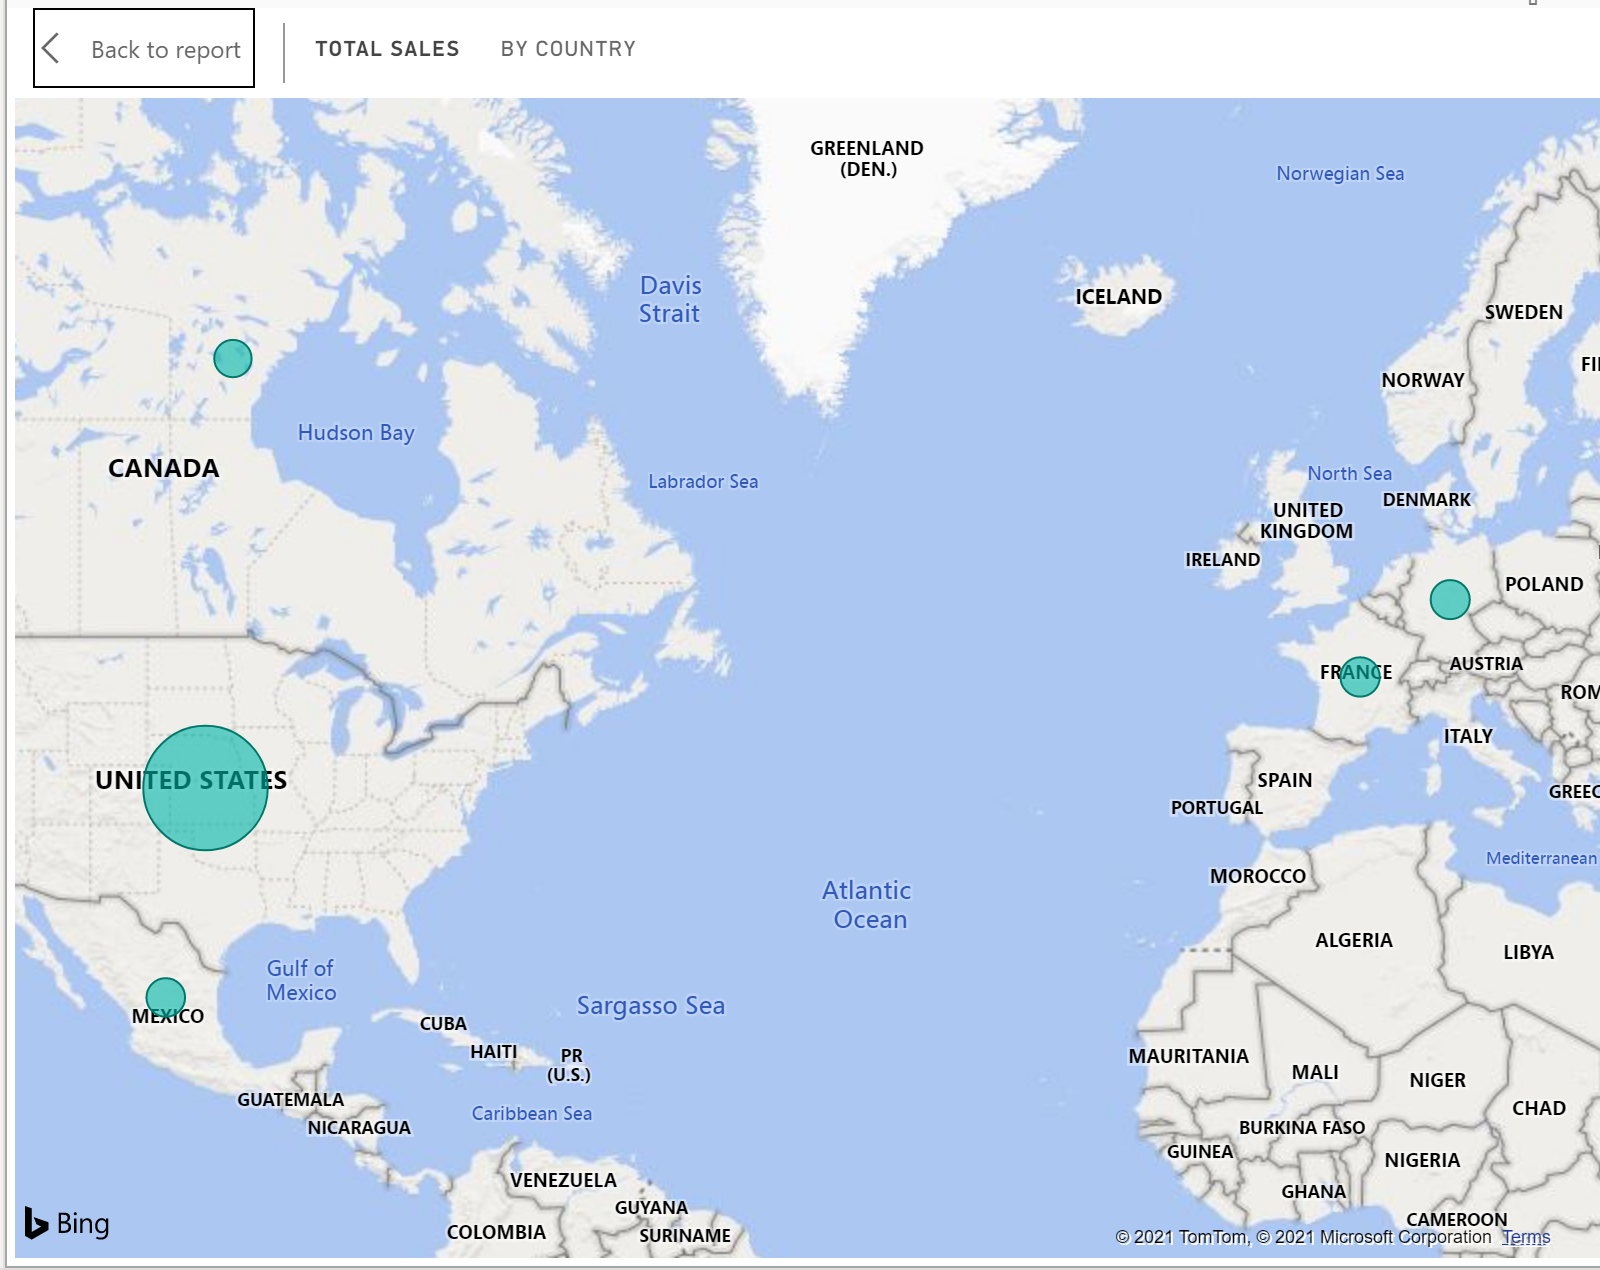 Back to report
TOTAL SALES
BY COUNTRY
GREENLAND
(DEN.)
Norwegian Sea
Davis
Strait
ICELAND
SWEDEN
NORWAY
Hudson Bay
CANADA
Labrador Sea
North Sea
DENMARK
UNITED
KINGDOM
IRELAND
POLAND
FRANCE
AUSTRIA
ROM
ITALY
UNITED STATES
SPAIN
PORTUGAL
GREEC
Mediterranean
MOROCCO
Atlantic
Ocean
ALGERIA
LIBYA
Gulf of
Mexico
Sargasso Sea
MEXICO
CUBA
HAITI
PR
(U.S.)
MAURITANIA
MALI
NIGER
GUATEMALA
Caribbean Sea
CHAD
NICARAGUA
BURKINA FASO
GUINEA
NIGERIA
VENEZUELA
GHANA
GUYANA
CAMEROON
COLOMBIA
SURINAME
Bing
© 2021 TomTom, © 2021 Microsoft Corporation Terms